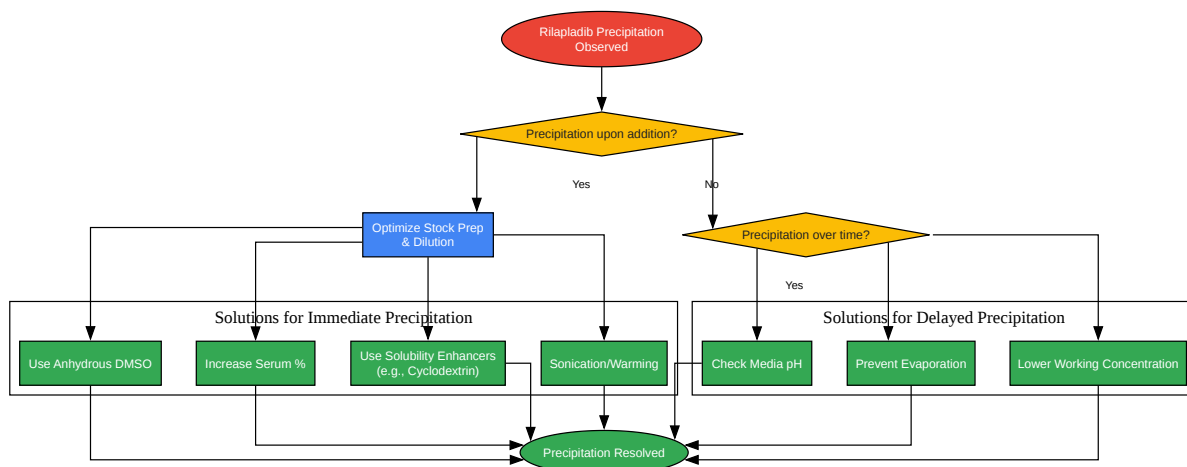 Rilapladib Precipitation
Observed
Precipitation upon addition?
Yes
No
Optimize Stock Prep
& Dilution
Precipitation over time?
Yes
Solutions for Immediate Precipitation
Solutions for Delayed Precipitation
Use Anhydrous DMSO
Increase Serum %
Use Solubility Enhancers
(e.g., Cyclodextrin)
Sonication/Warming
Check Media pH
Prevent Evaporation
Lower Working Concentration
Precipitation Resolved